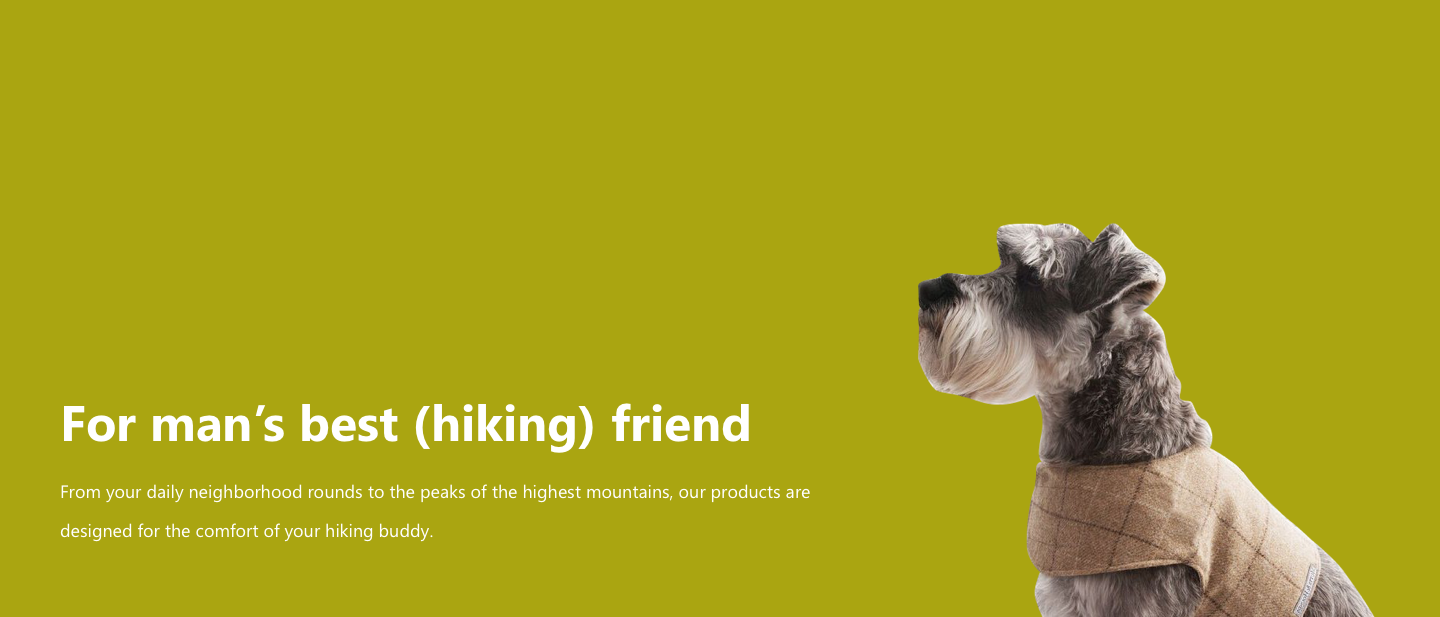 For man’s best (hiking) friend
From your daily neighborhood rounds to the peaks of the highest mountains, our products are
designed for the comfort of your hiking buddy.